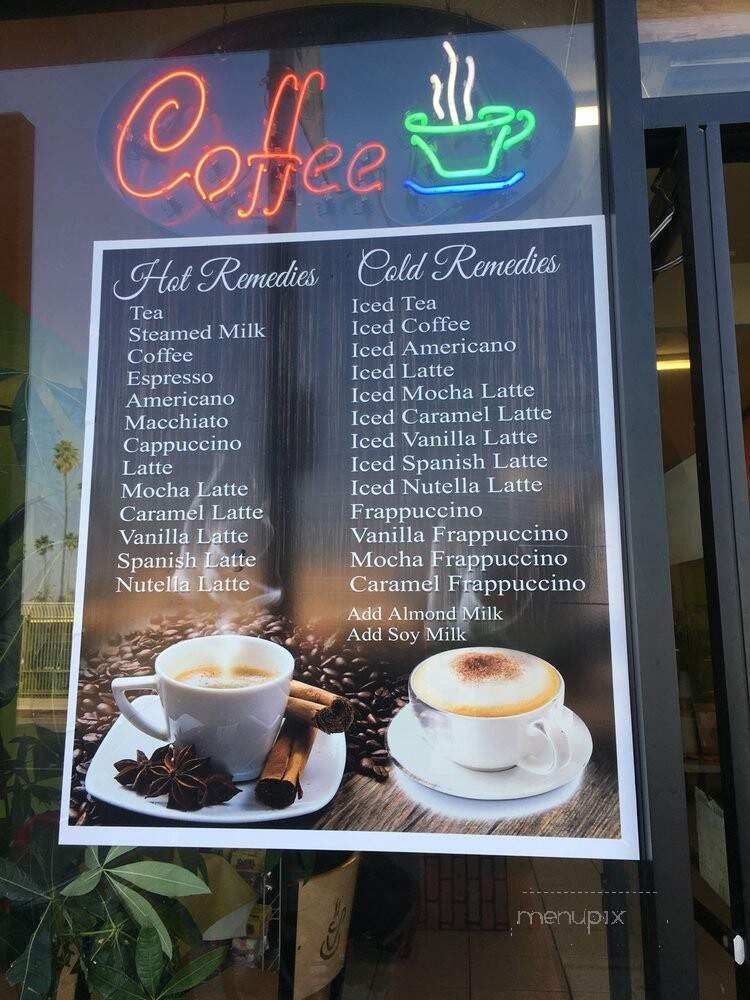 Coffee
Hot Remedies
Tea
Steamed Milk
Coffee
Espresso
Americano
Macchiato
Cappuccino
Latte
Mocha Latte
Caramel Latte
Vanilla Latte
Spanish Latte
Nutella Latte
Cold Remedies
Iced Tea
Iced Coffee
Iced Americano
Iced Latte
Iced Mocha Latte
Iced Caramel Latte
Iced Vanilla Latte
Iced Spanish Latte
Iced Nutella Latte
Frappuccino
Vanilla Frappuccino
Mocha Frappuccino
Caramel Frappuccino
Add Almond Milk
Add Soy Milk
menupix